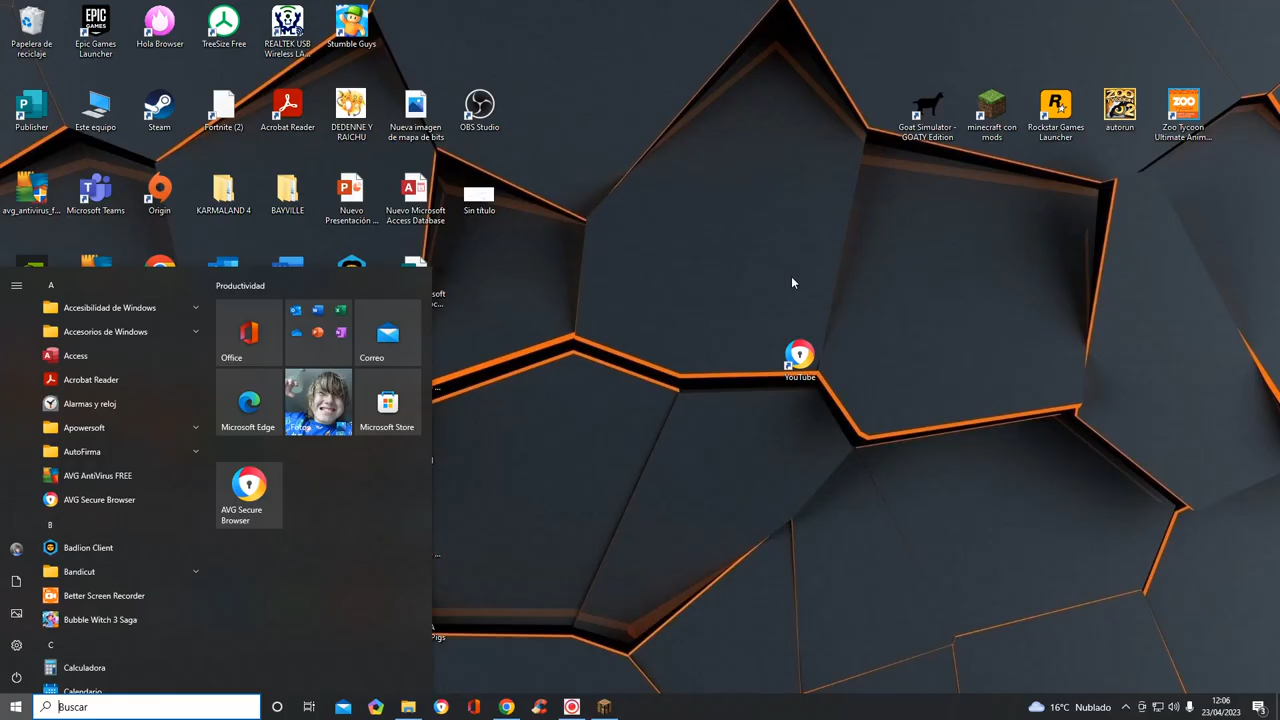 Papelera de reciclaje
Epic Games Launcher
Hola Browser
TreeSize Free
REALTEK USB Wireless LA...
Stumble Guys
EPIC GAMES
Publisher
Este equipo
Steam
Fortnite (2)
Acrobat Reader
DEDENNE Y RAICHU
Nueva imagen de mapa de bits
OBS Studio
Goat Simulator - GOATY Edition
minecraft con mods
Rockstar Games Launcher
autorun
Zoo Tycoon Ultimate Anim...
ZOO
avg_antivirus_f...
Microsoft Teams
Origin
KARMALAND 4
BAYVILLE
Nuevo Presentación ...
Nuevo Microsoft Access Database
Sin título
YouTube
A
Accesibilidad de Windows
Accesorios de Windows
Access
Acrobat Reader
Alarmas y reloj
Apowersoft
AutoFirma
AVG AntiVirus FREE
AVG Secure Browser
B
Badlion Client
Bandicut
Better Screen Recorder
Bubble Witch 3 Saga
C
Calculadora
Calendario
Productividad
Office
Correo
Microsoft Edge
Fotos
Microsoft Store
AVG Secure Browser
Buscar
16°C Nublado
12:06
23/04/2023